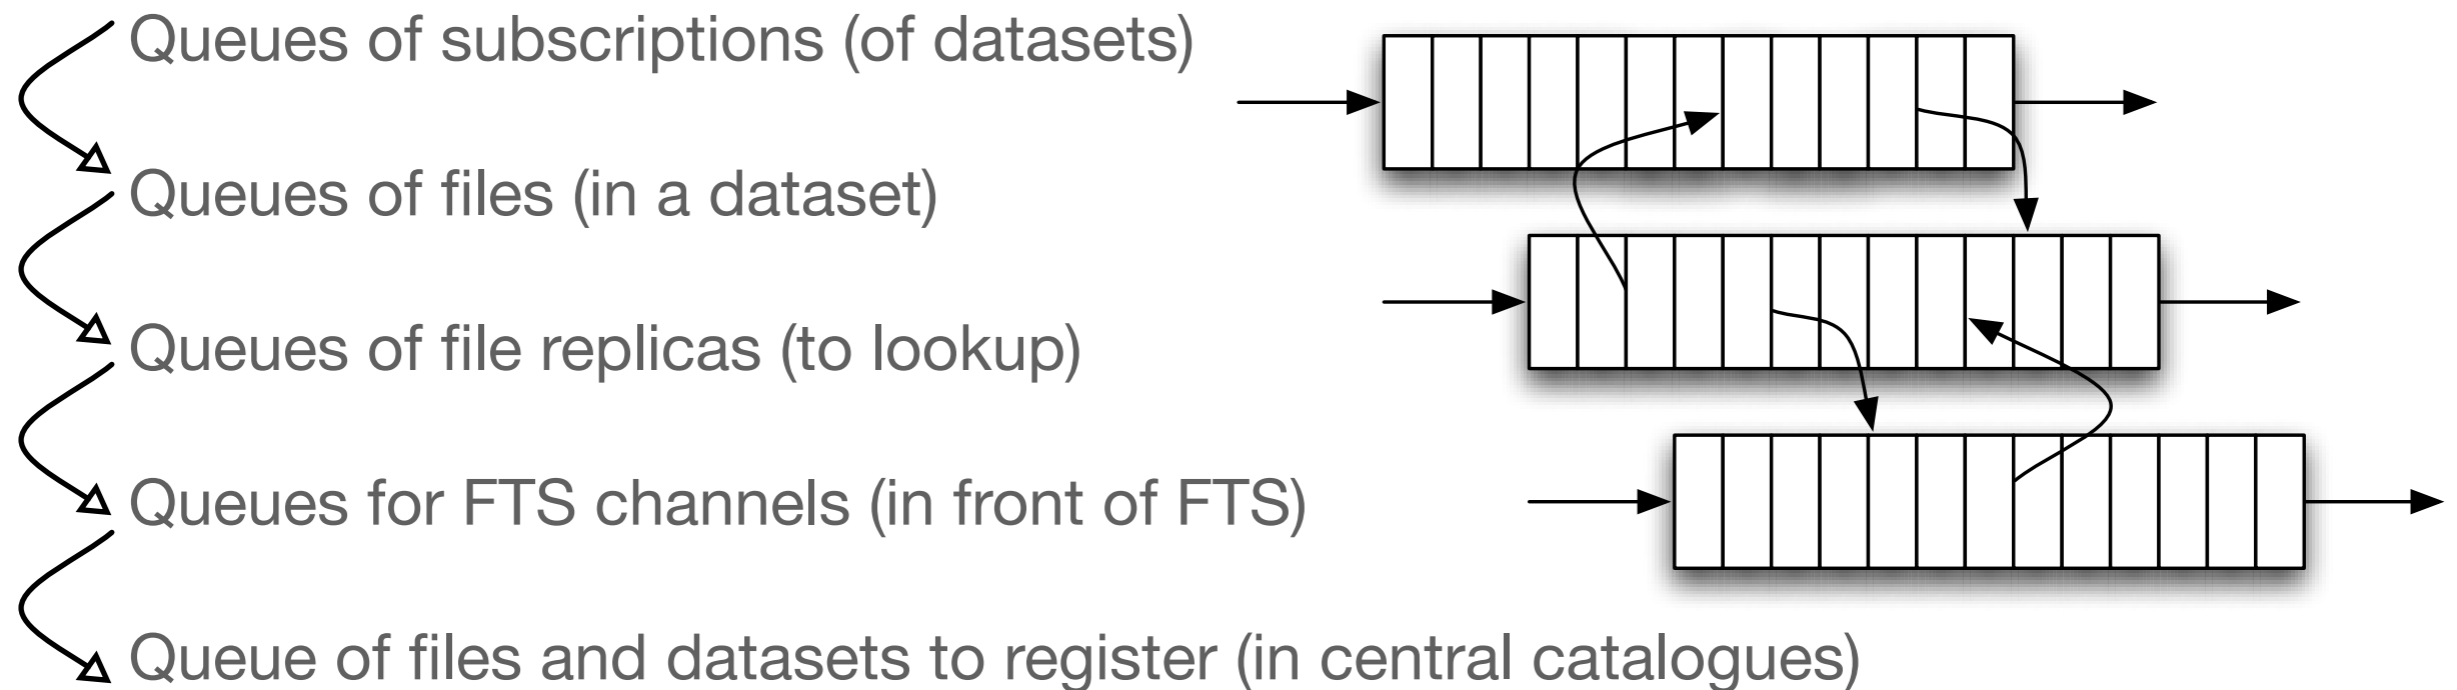 Queues of subscriptions (of datasets)
Queues of files (in a dataset)
Queues of file replicas (to lookup)
Queues for FTS channels (in front of FTS)
Queue of files and datasets to register (in central catalogues)